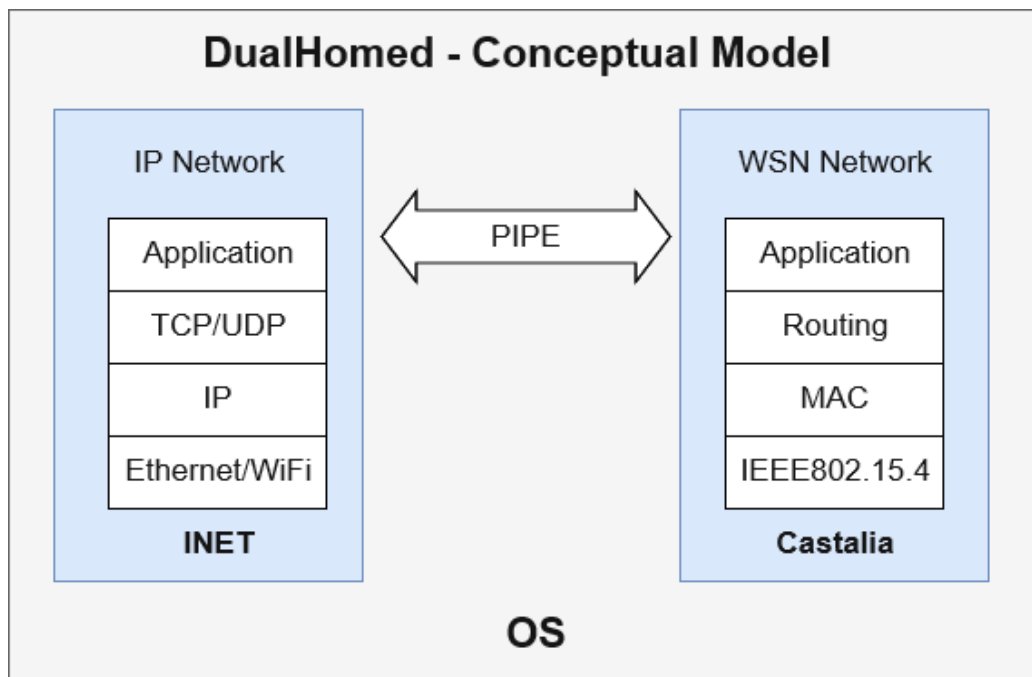 DualHomed - Conceptual Model
IP Network
Application
TCP/UDP
IP
Ethernet/WiFi
INET
PIPE
WSN Network
Application
Routing
MAC
IEEE802.15.4
Castalia
OS